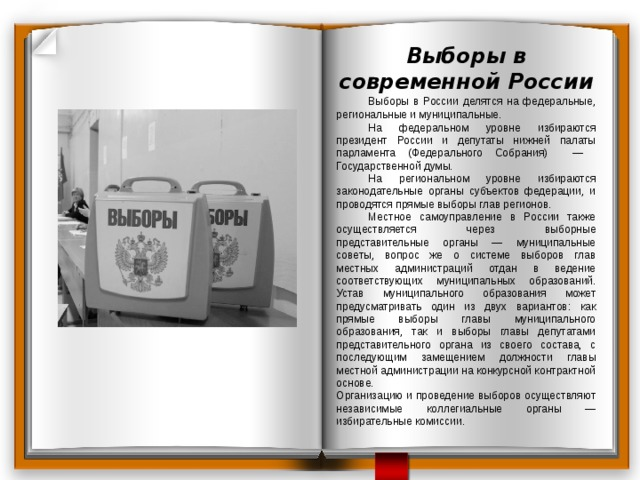 ВЫБОРЫ
БОРЫ
Выборы в
современной России
Выборы в России делятся на федеральные,
региональные и муниципальные.
На федеральном уровне избираются
президент России и депутаты нижней палаты
парламента (Федерального Собрания) —
Государственной думы.
На региональном уровне избираются
законодательные органы субъектов федерации, и
проводятся прямые выборы глав регионов.
Местное самоуправление в России также
осуществляется через выборные
представительные органы — муниципальные
советы, вопрос же о системе выборов глав
местных администраций отдан в ведение
соответствующих муниципальных образований.
Устав муниципального образования может
предусматривать один из двух вариантов: как
прямые выборы главы муниципального
образования, так и выборы главы депутатами
представительного органа из своего состава, с
последующим замещением должности главы
местной администрации на конкурсной контрактной
основе.
Организацию и проведение выборов осуществляют
независимые коллегиальные органы —
избирательные комиссии.